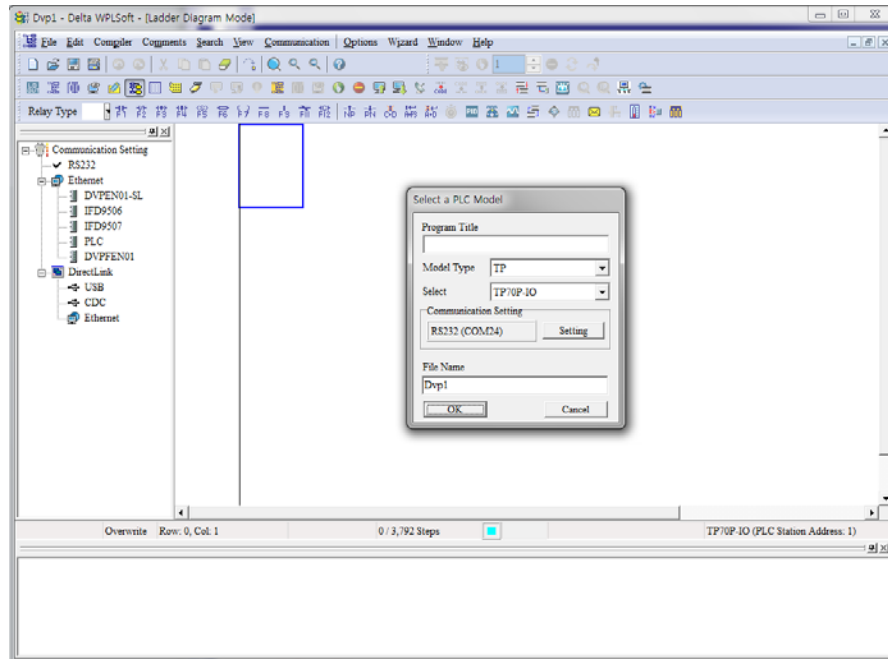 Dvp1 - Delta WPLSoft - [Ladder Diagram Mode]
File Edit Compiler Comments Search View Communication Options Wizard Window Help
1
Relay Type
Communication Setting
RS232
Ethernet
DVPEN01-SL
IFD9506
IFD9507
PLC
DVPFEN01
DirectLink
USB
CDC
Ethernet
Select a PLC Model
Program Title
Model Type TP
Select TP70P-IO
Communication Setting
RS232 (COM24) Setting
File Name
Dvp1
OK Cancel
Overwrite Row: 0, Col: 1 0 / 3,792 Steps TP70P-IO (PLC Station Address: 1)